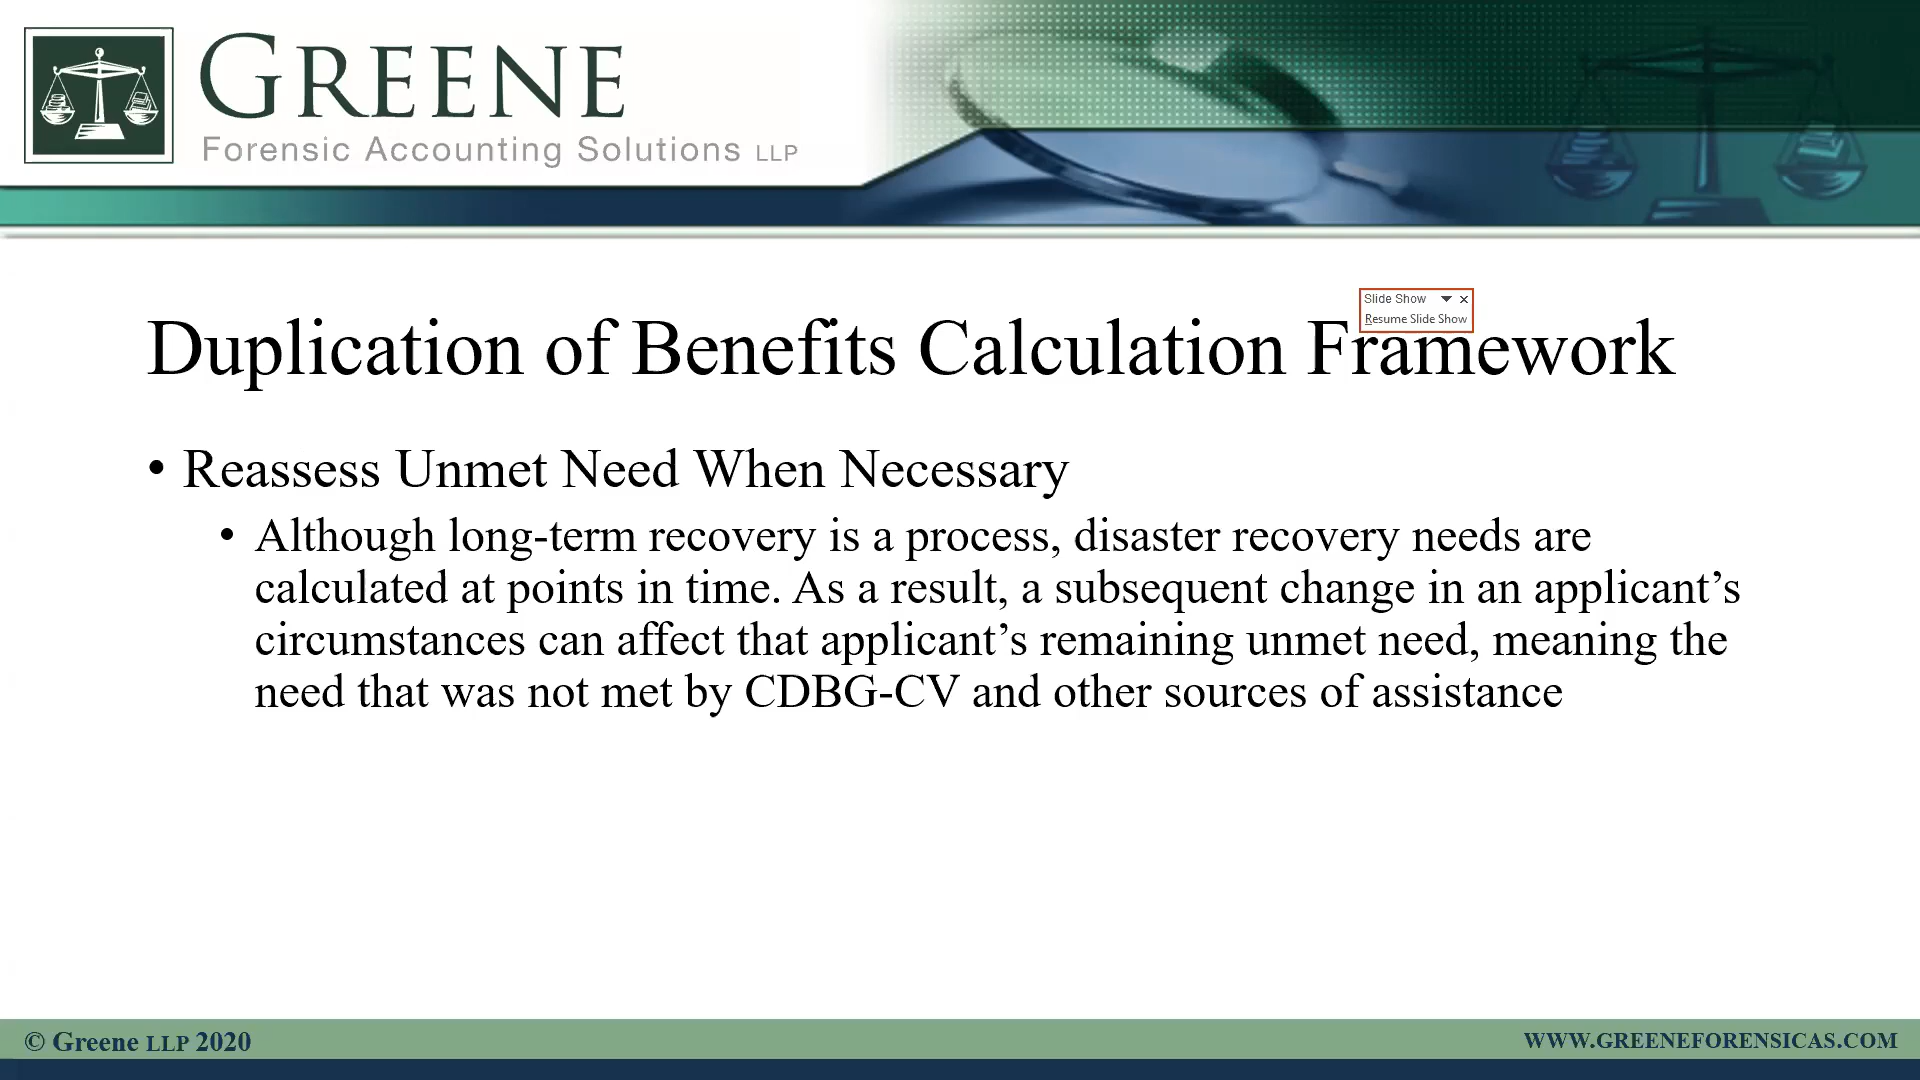 GREENE
Forensic Accounting Solutions LLP
Slide Show
Resume Slide Show
Duplication of Benefits Calculation Framework
• Reassess Unmet Need When Necessary
• Although long-term recovery is a process, disaster recovery needs are
calculated at points in time. As a result, a subsequent change in an applicant’s
circumstances can affect that applicant’s remaining unmet need, meaning the
need that was not met by CDBG-CV and other sources of assistance
© Greene LLP 2020
WWW.GREENEFORENSICAS.COM